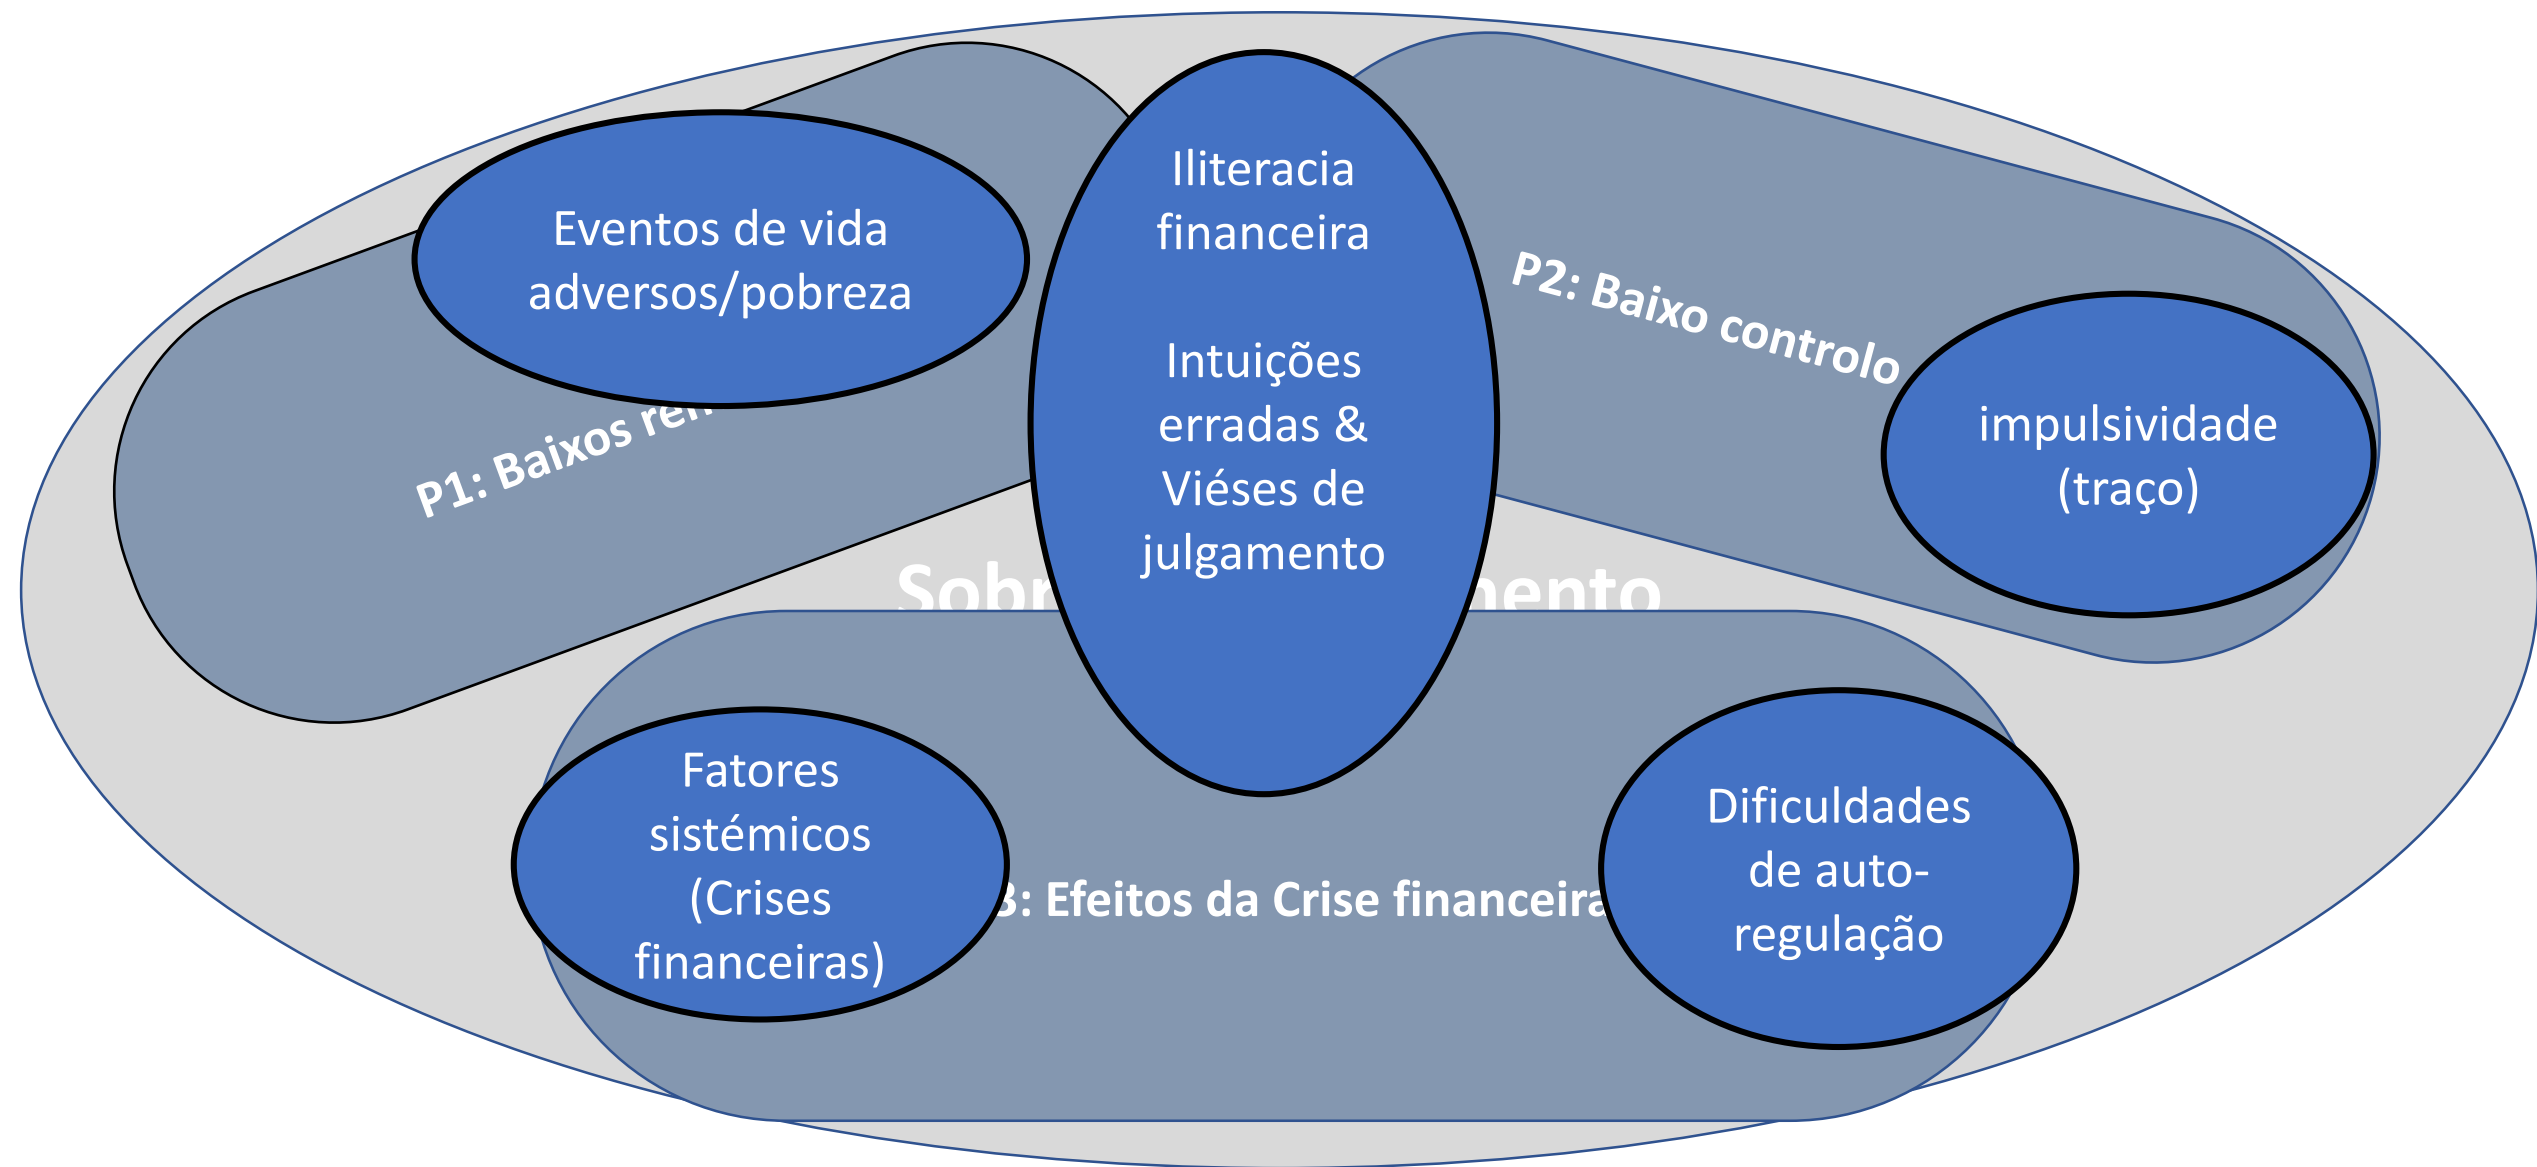 Iliteracia
financeira
Intuições
erradas &
Viéses de
julgamento
Eventos de vida
adversos/pobreza
P1: Baixos
P2: Baixo controlo
impulsividade
(traço)
Fatores
sistémicos
(Crises
financeiras)
: Efeitos da Crise financeira
Dificuldades
de auto-
regulação